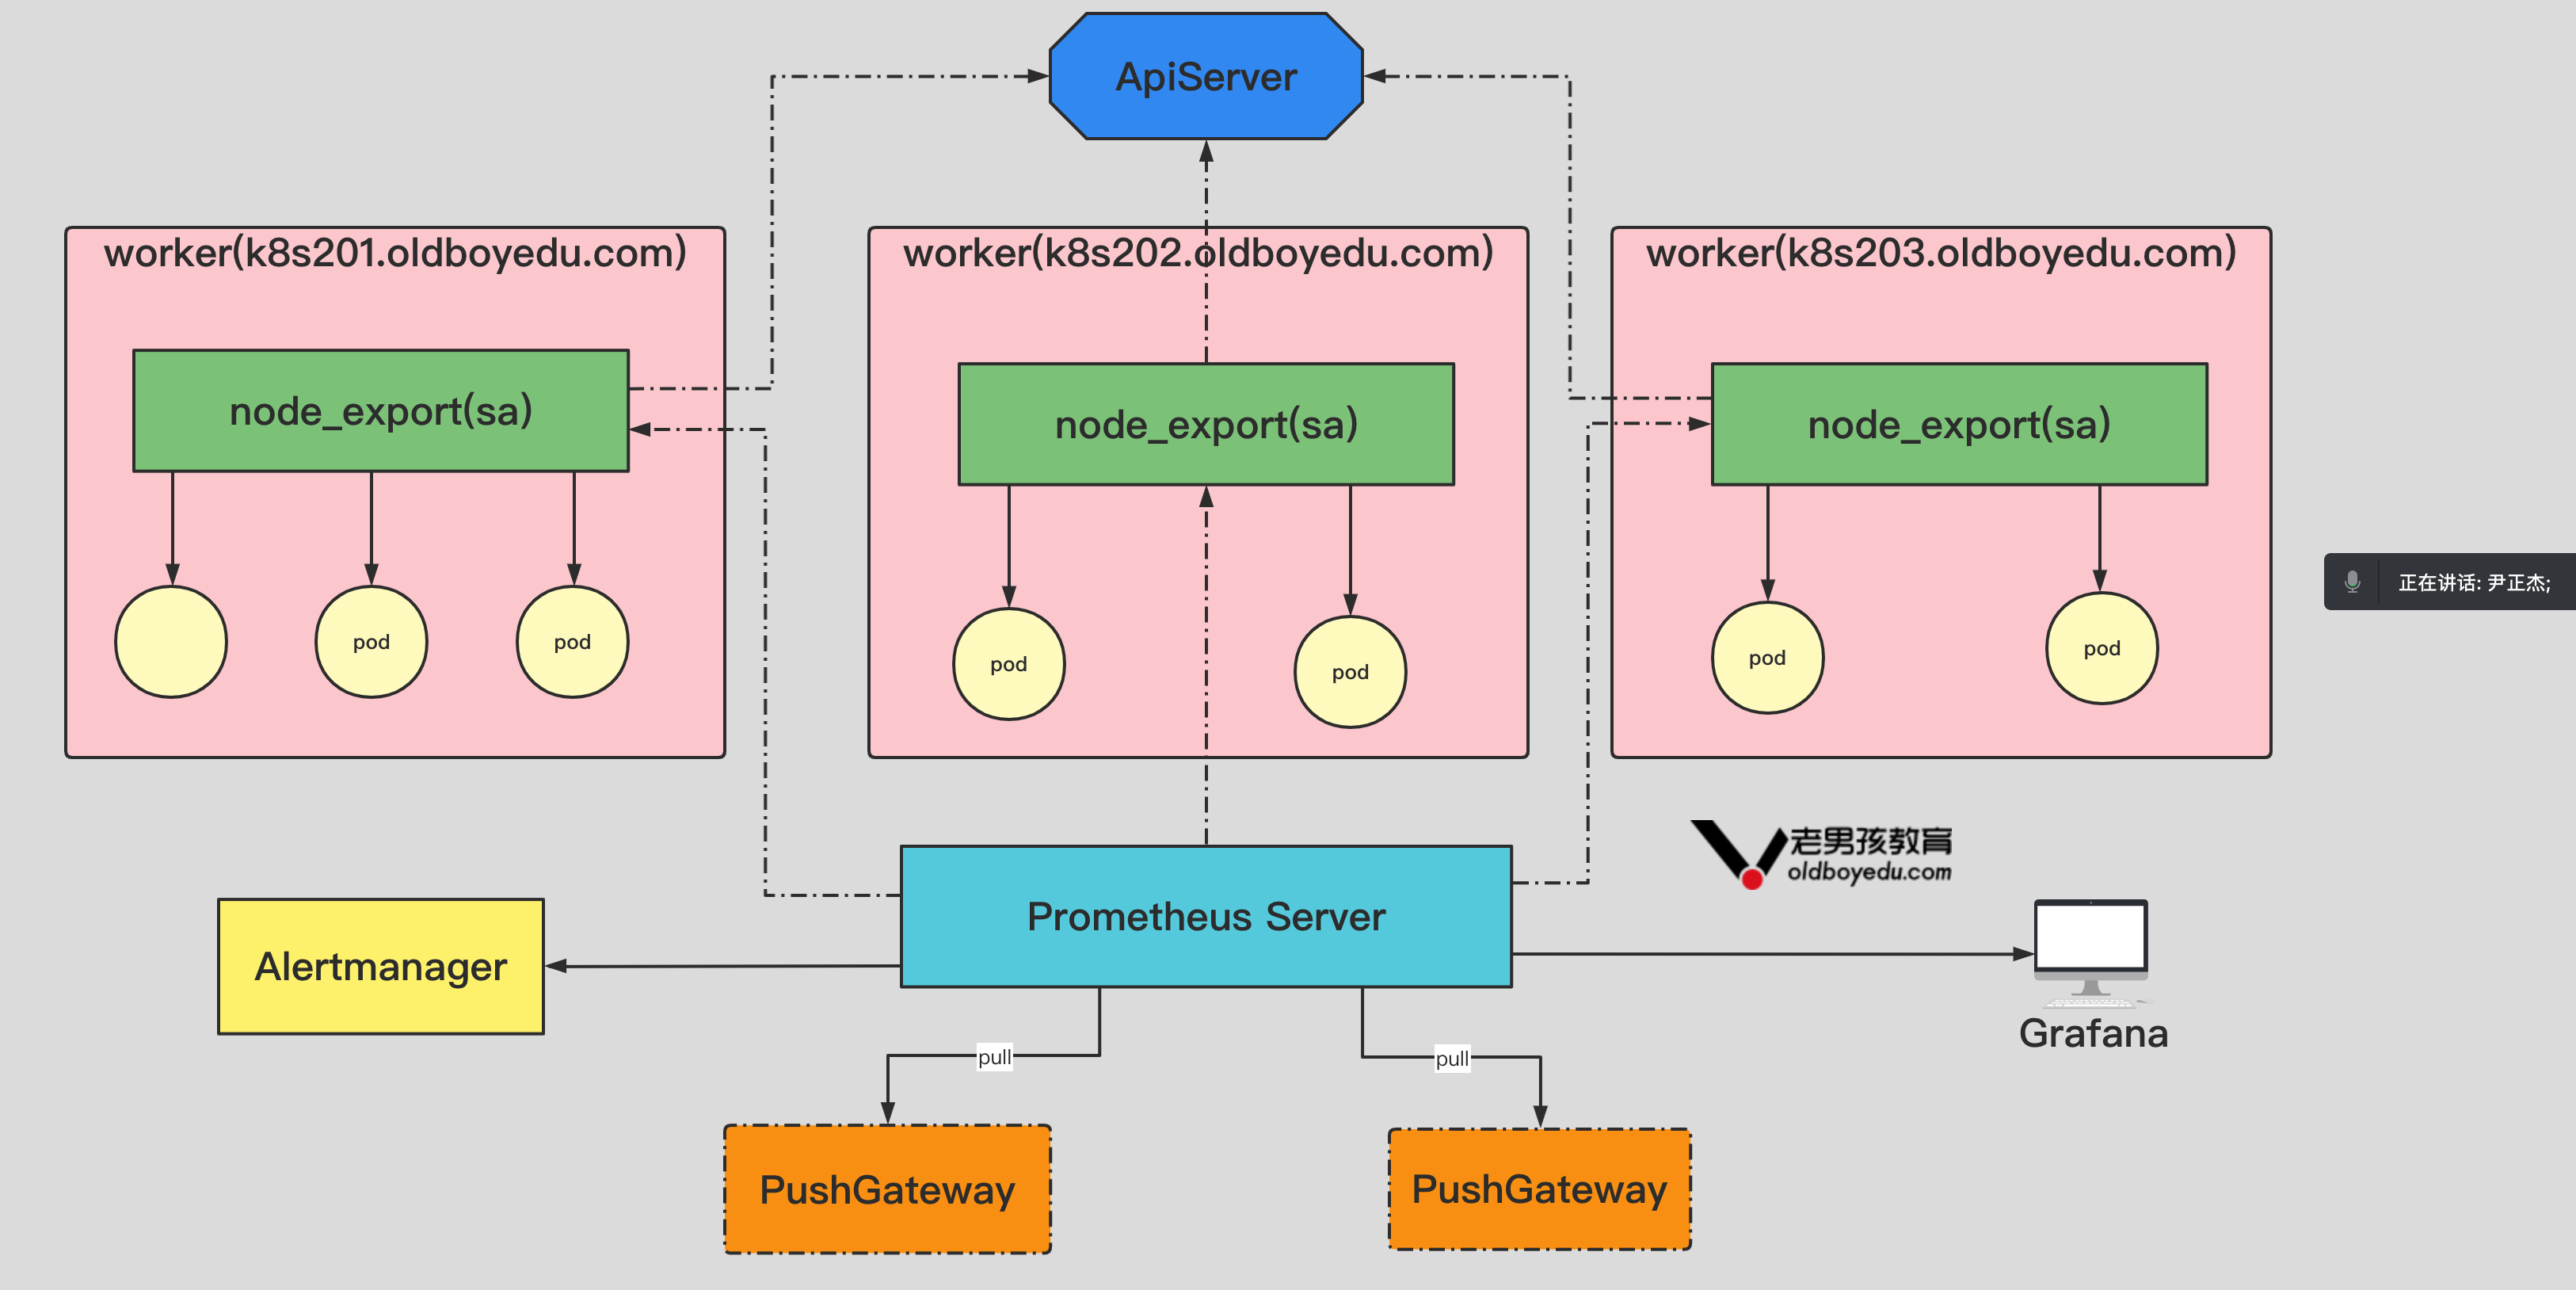 ApiServer
worker(k8s201.oldboyedu.com)
worker(k8s202.oldboyedu.com)
worker(k8s203.oldboyedu.com)
node_export(sa)
node_export(sa)
node_export(sa)
pod
pod
pod
pod
pod
pod
正在讲话: 尹正杰;
老男孩教育
oldboyedu.com
Prometheus Server
Alertmanager
Grafana
pull
pull
PushGateway
PushGateway